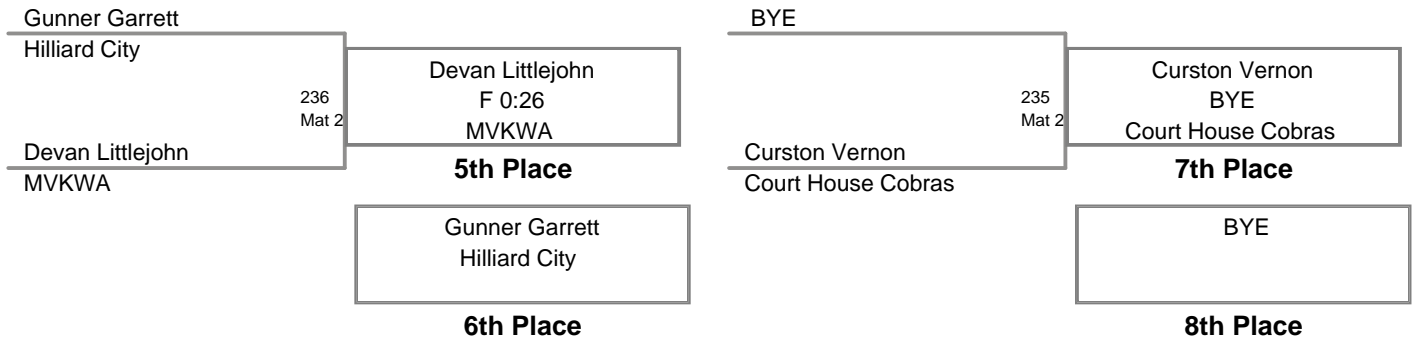 Gunner Garrett
Hilliard City
236
Mat 2
Devan Littlejohn
MVKWA
Devan Littlejohn
F 0:26
MVKWA
5th Place
Gunner Garrett
Hilliard City
6th Place
BYE
235
Mat 2
Curston Vernon
Court House Cobras
Curston Vernon
BYE
Court House Cobras
7th Place
BYE
8th Place